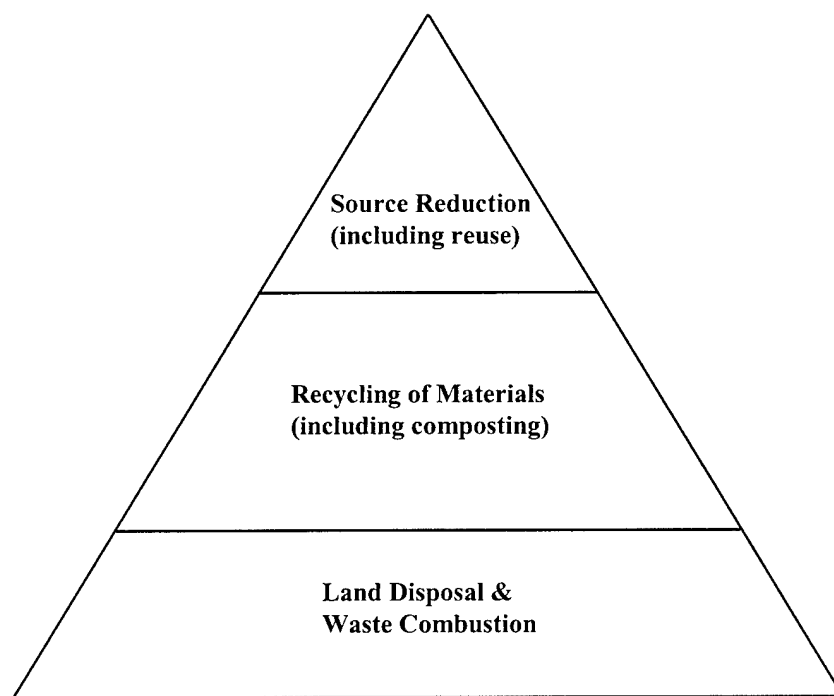 Source Reduction
(including reuse)
Recycling of Materials
(including composting)
Land Disposal &
Waste Combustion